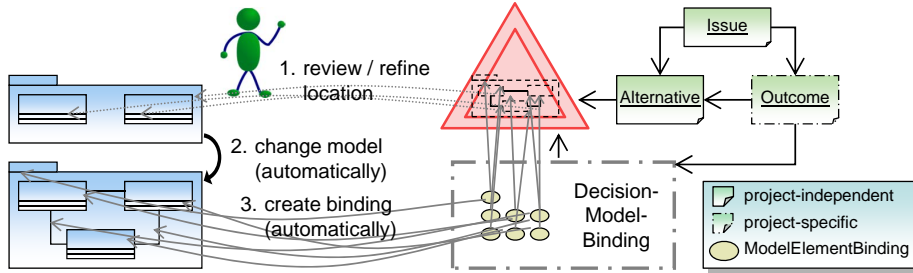 1. review / refine
location
2. change model
(automatically)
3. create binding
(automatically)
Issue
Alternative
Outcome
Decision-
Model-
Binding
project-independent
project-specific
ModelElementBinding